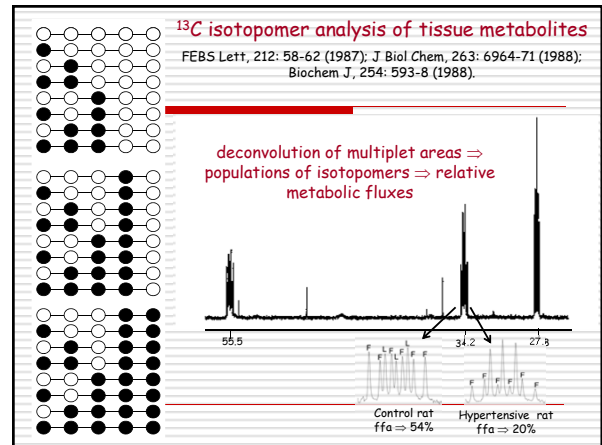 ¹³C isotopomer analysis of tissue metabolites
FEBS Lett, 212: 58-62 (1987); J Biol Chem, 263: 6964-71 (1988);
Biochem J, 254: 593-8 (1988).
deconvolution of multiplet areas ⇒
populations of isotopomers ⇒ relative
metabolic fluxes
55.5
34.2
27.8
F F L F L F L F F
F F F F F F
Control rat
ffa ⇒ 54%
Hypertensive rat
ffa ⇒ 20%